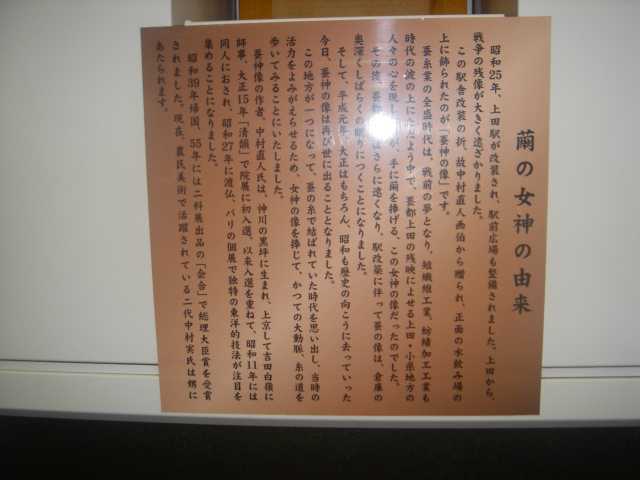 繭の女神の由来
昭和25年、上田駅が改装され、駅前広場も整備されました。上田から、
戦争の残像が大きく遠ざかりました。
この駅舎改装の折、故中村直人画伯から贈られ、正面の水飲み場の
上に飾られたのが「蚕神の像」です。
蚕糸業の全盛時代は、戦前の夢となり、繊維工業、紡績加工工業も
時代の波の上にただよう中で、蚕都上田の残映によせる上田・小県地方の
人々の心を現し が、手に繭を捧げる、この女神の像だったのでした。
その後、蚕都 はさらに遠くなり、駅改築に伴って蚕の像は、倉庫の
奥深くしばらくの眠りにつくことになりました。
そして、平成元年、大正はもちろん、昭和も歴史の向こうに去っていった
今日、蚕神の像は再び世に出ることとなりました。
この地方が一つになって、蚕の糸で結ばれていた時代を思い出し、当時の
活力をよみがえらせるため、女神の像を捧じて、かつての大動脈、糸の道を
歩いてみることにいたしました。
蚕神像の作者、中村直人氏は、神川の黒坪に生まれ、上京して吉田白嶺に
師事、大正15年「清韻」で院展に初入選、以来入選を重ねて、昭和11年には
同人におされ、昭和27年に渡仏、パリの個展で独特の東洋的技法が注目を
集めることになりました。
昭和39年帰国、55年には二科展出品の「会合」で総理大臣賞を受賞
されました。現在、農民美術で活躍されている二代中村実氏は甥に
あたられます。